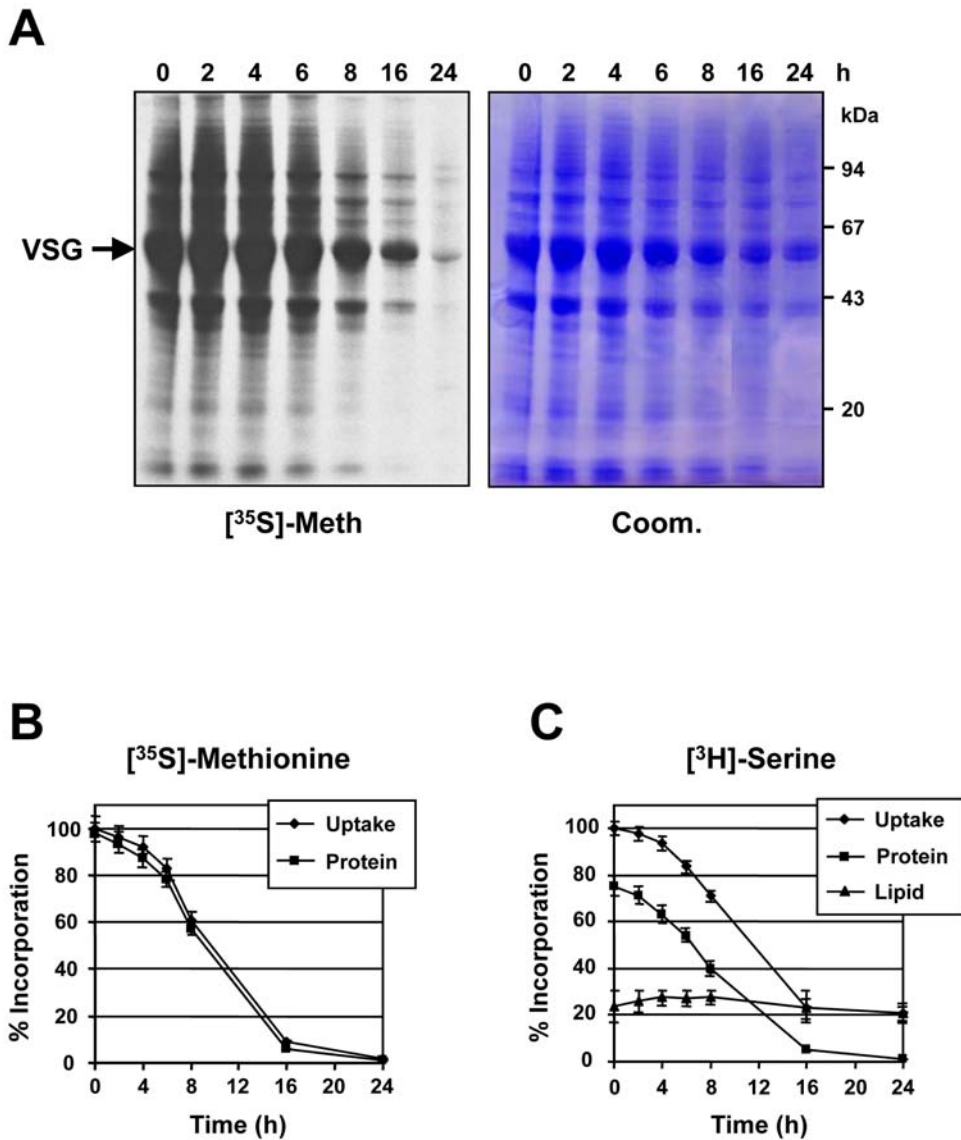 A
0 2 4 6 8 16 24 0 2 4 6 8 16 24 h
kDa
94
67
VSG
43
20
[³⁵S]-Meth Coom.
B
[³⁵S]-Methionine
Uptake
Protein
% Incorporation
100
80
60
40
20
0
0 4 8 12 16 20 24
Time (h)
C
[³H]-Serine
Uptake
Protein
Lipid
% Incorporation
100
80
60
40
20
0
0 4 8 12 16 20 24
Time (h)